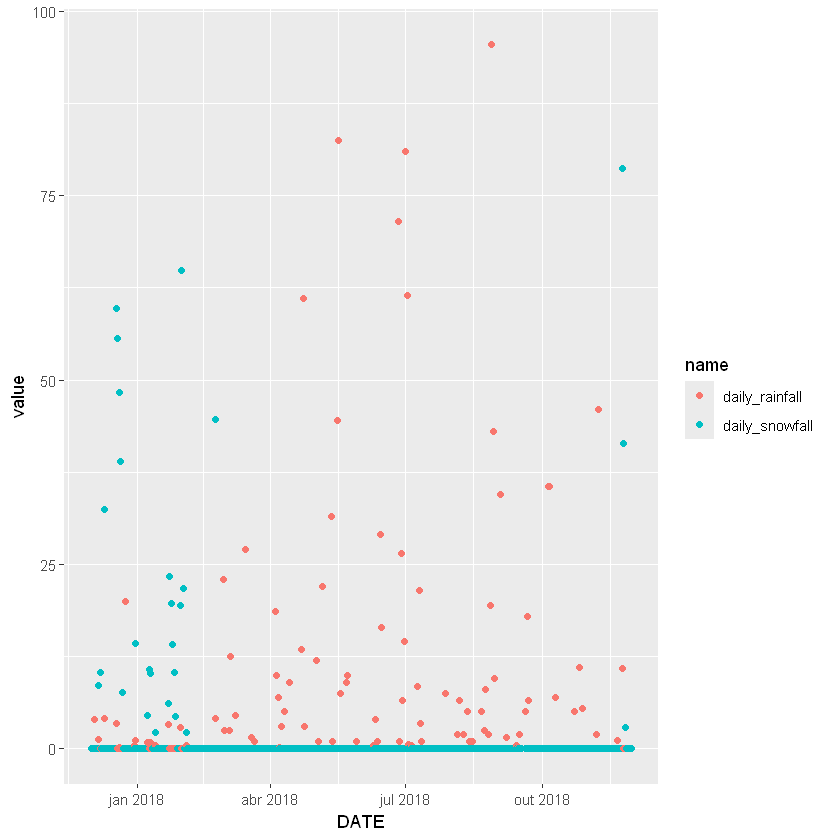 100
75
50
25
0
value
jan 2018
abr 2018
jul 2018
out 2018
DATE
name
daily_rainfall
daily_snowfall